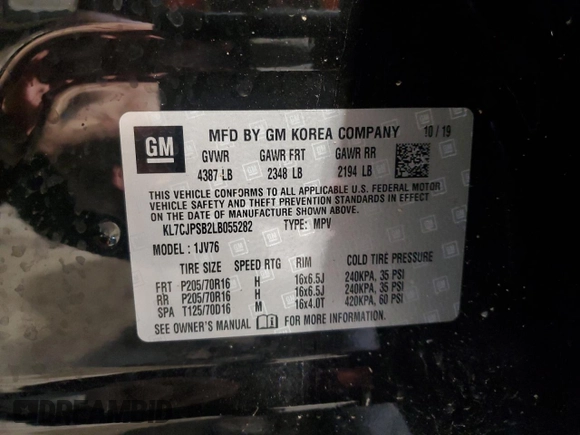 GM
MFD BY GM KOREA COMPANY 10/19
GVWR GAWR FRT GAWR RR
4387 LB 2348 LB 2194 LB
THIS VEHICLE CONFORMS TO ALL APPLICABLE U.S. FEDERAL MOTOR
VEHICLE SAFETY AND THEFT PREVENTION STANDARDS IN EFFECT
ON THE DATE OF MANUFACTURE SHOWN ABOVE.
KL7CJPSB2LB055282 TYPE: MPV
MODEL : 1JV76
TIRE SIZE SPEED RTG RIM COLD TIRE PRESSURE
FRT P205/70R16 H 16x6.5J 240KPA, 35 PSI
RR P205/70R16 H 16x6.5J 240KPA, 35 PSI
SPA T125/70D16 M 16x4.0T 420KPA, 60 PSI
SEE OWNER'S MANUAL FOR MORE INFORMATION.